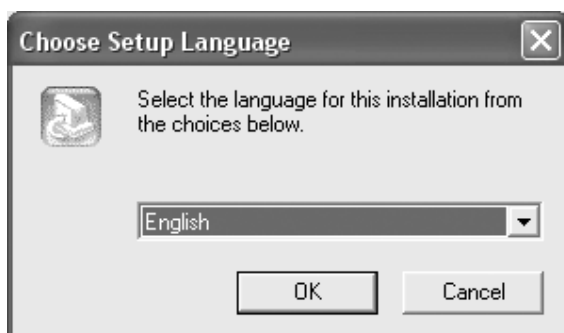 Choose Setup Language
Select the language for this installation from
the choices below.
English
OK
Cancel